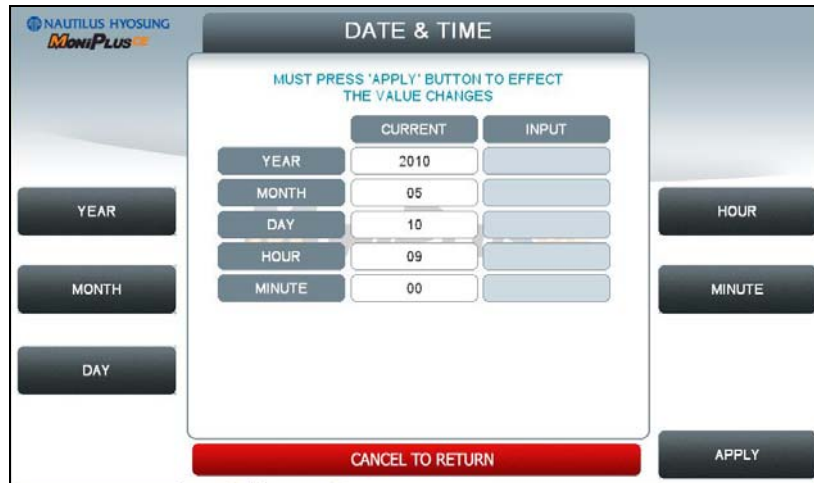 NAUTILUS HYOSUNG
MONIPLUS CE
DATE & TIME
MUST PRESS 'APPLY' BUTTON TO EFFECT
THE VALUE CHANGES
CURRENT INPUT
YEAR 2010
MONTH 05
DAY 10
HOUR 09
MINUTE 00
YEAR
MONTH
DAY
HOUR
MINUTE
APPLY
CANCEL TO RETURN